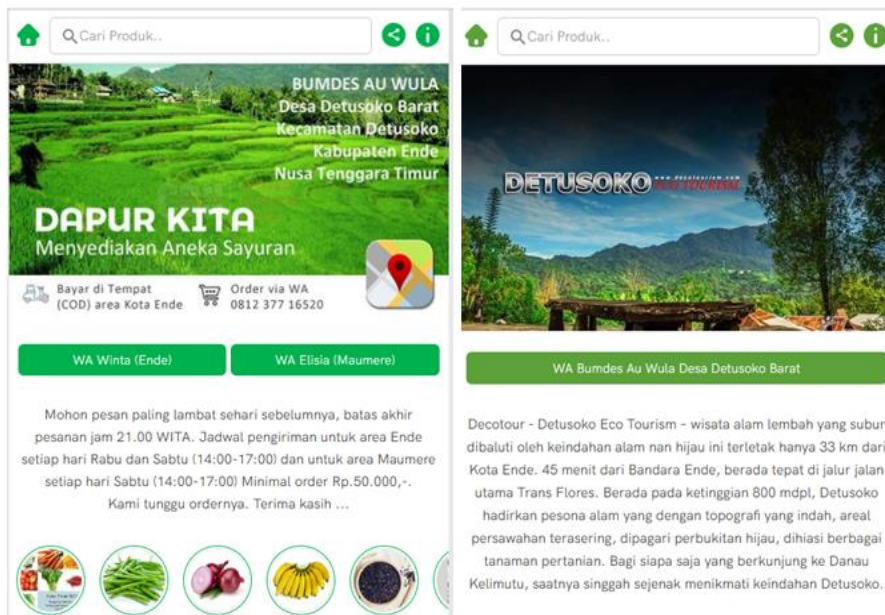 Cari Produk..
BUMDES AU WULA
Desa Detusoko Barat
Kecamatan Detusoko
Kabupaten Ende
Nusa Tenggara Timur
DAPUR KITA
Menyediakan Aneka Sayuran
Bayar di Tempat
(COD) area Kota Ende
Order via WA
0812 377 16520
WA Winta (Ende)
WA Elisia (Maumere)
Mohon pesan paling lambat sehari sebelumnya, batas akhir
pesanan jam 21.00 WITA. Jadwal pengiriman untuk area Ende
setiap hari Rabu dan Sabtu (14:00-17:00) dan untuk area Maumere
setiap hari Sabtu (14:00-17:00) Minimal order Rp.50.000,-.
Kami tunggu ordernya. Terima kasih ...
Cari Produk..
DETUSOKO
www.decotourism.com
ECO TOURISM
WA Bumdes Au Wula Desa Detusoko Barat
Decotour - Detusoko Eco Tourism - wisata alam lembah yang subur
dibaluti oleh keindahan alam nan hijau ini terletak hanya 33 km dari
Kota Ende. 45 menit dari Bandara Ende, berada tepat di jalur jalan
utama Trans Flores. Berada pada ketinggian 800 mdpl, Detusoko
hadirkan pesona alam yang dengan topografi yang indah, areal
persawahan terasering, dipagari perbukitan hijau, dihiasi berbagai
tanaman pertanian. Bagi siapa saja yang berkunjung ke Danau
Kelimutu, saatnya singgah sejenak menikmati keindahan Detusoko.